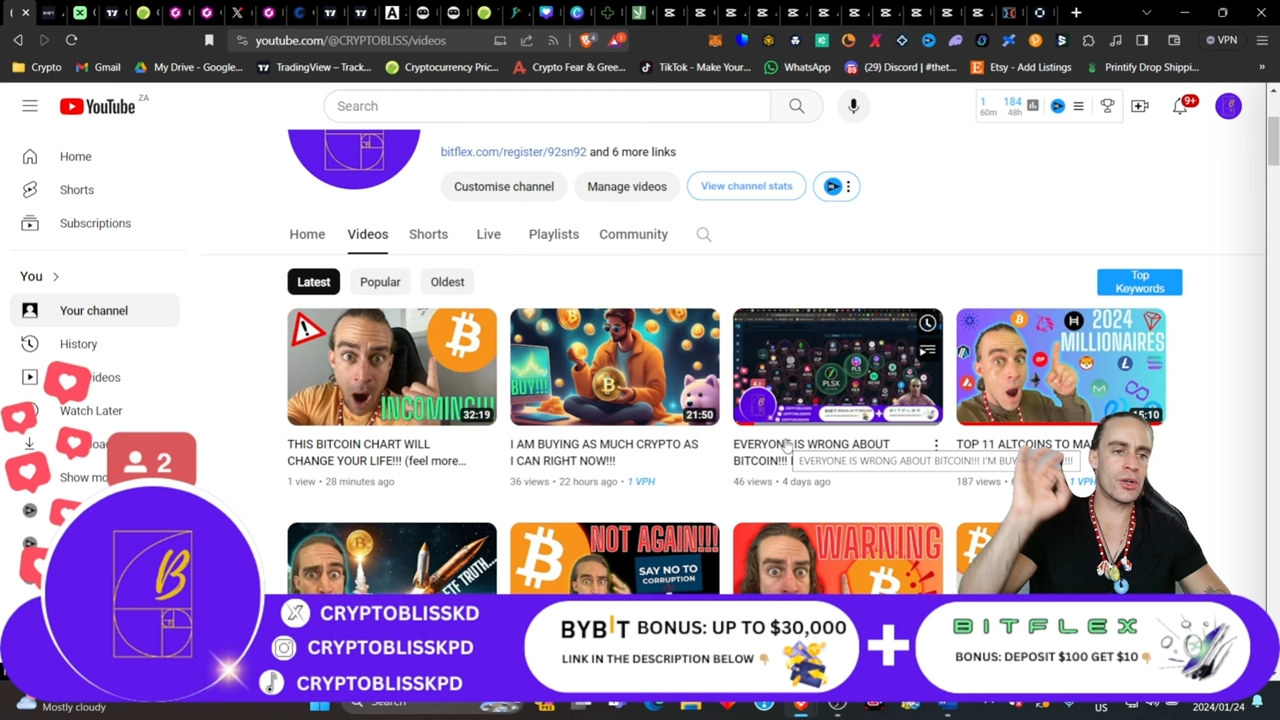 youtube.com/@CRYPTOBLISS/videos
VPN
Crypto
Gmail
My Drive - Google...
TradingView – Track...
Cryptocurrency Pric...
Crypto Fear & Gree...
TikTok - Make Your...
WhatsApp
(29) Discord | #thet...
Etsy - Add Listings
Printify Drop Shippi...
YouTube ZA
Search
1 184
60m 48h
9+
Home
Shorts
Subscriptions
You
Your channel
History
videos
Watch Later
Show mo
bitflex.com/register/92sn92 and 6 more links
Customise channel
Manage videos
View channel stats
Home
Videos
Shorts
Live
Playlists
Community
Latest
Popular
Oldest
Top Keywords
INCOMING!!!
32:19
BUY!!!
21:50
PLSX
2024
MILLIONAIRES
15:10
THIS BITCOIN CHART WILL
CHANGE YOUR LIFE!!! (feel more...
1 view • 28 minutes ago
I AM BUYING AS MUCH CRYPTO AS
I CAN RIGHT NOW!!!
36 views • 22 hours ago • 1 VPH
EVERYONE IS WRONG ABOUT
BITCOIN!!!
EVERYONE IS WRONG ABOUT BITCOIN!!! I'M BUY
46 views • 4 days ago
TOP 11 ALTCOINS TO MA
187 views
1 VPH
NOT AGAIN!!!
SAY NO TO
CORRUPTION
WARNING
2
B
CRYPTOBLISSKD
CRYPTOBLISSKPD
CRYPTOBLISSKPD
BYBIT BONUS: UP TO $30,000
LINK IN THE DESCRIPTION BELOW
+
BITFLEX
BONUS: DEPOSIT $100 GET $10
Mostly cloudy
Search
US
2024/01/24